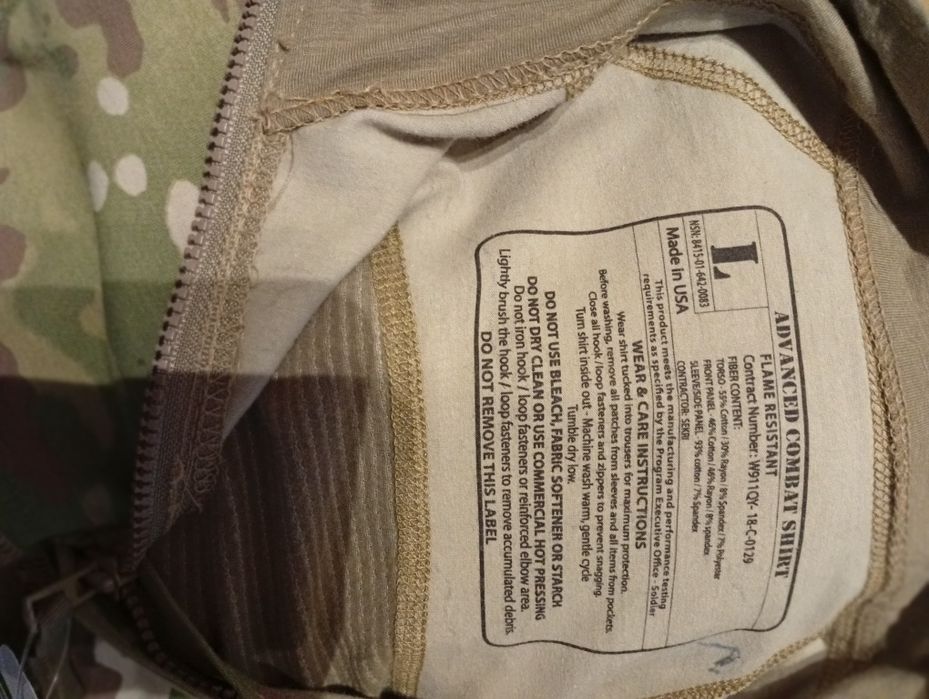 ADVANCED COMBAT SHIRT
L
FLAME RESISTANT
Contract Number: W911QY- 18-C-0129
FIBER CONTENT:
TORSO - 55% Cotton / 30% Rayon / 8% Spandex / 7% Polyester
FRONT PANEL - 46% Cotton / 46% Rayon / 8% spandex
SLEEVE/SIDE PANEL - 93% cotton / 7% Spandex
NSN: 8415-01-642-0083
CONTRACTOR: SEKRI
Made in USA
This product meets the manufacturing and performance testing
requirements as specified by the Program Executive Office - Soldier
WEAR & CARE INSTRUCTIONS
Wear shirt tucked into trousers for maximum protection.
Before washing, remove all patches from sleeves and all items from pockets.
Close all hook / loop fasteners and zippers to prevent snagging.
Turn shirt inside out - Machine wash warm, gentle cycle
Tumble dry low.
DO NOT USE BLEACH, FABRIC SOFTENER OR STARCH
DO NOT DRY CLEAN OR USE COMMERCIAL HOT PRESSING
Do not iron hook / loop fasteners or reinforced elbow area.
Lightly brush the hook / loop fasteners to remove accumulated debris.
DO NOT REMOVE THIS LABEL